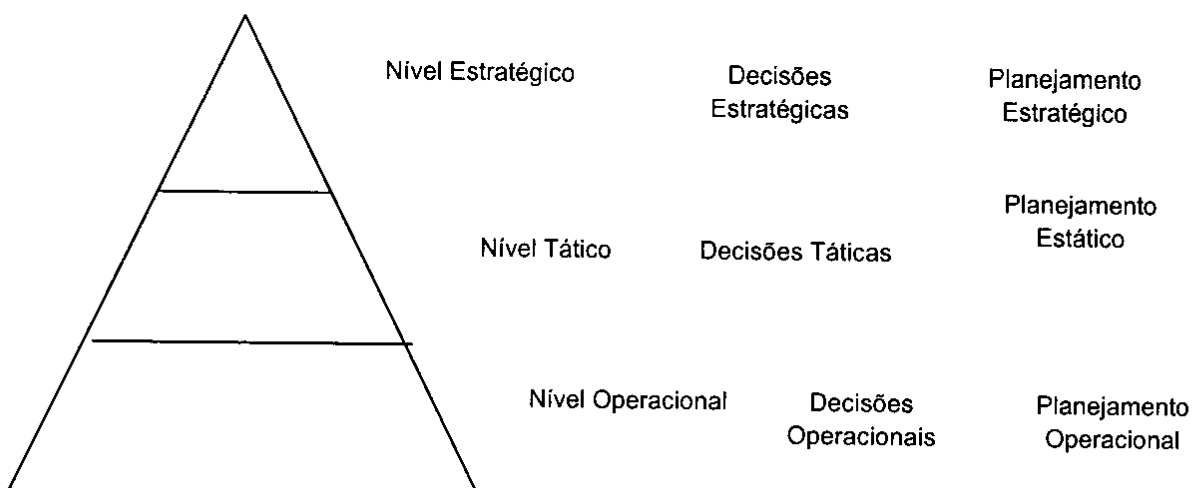 Nível Estratégico
Decisões
Estratégicas
Planejamento
Estratégico
Nível Tático
Decisões Táticas
Planejamento
Estático
Nível Operacional
Decisões
Operacionais
Planejamento
Operacional